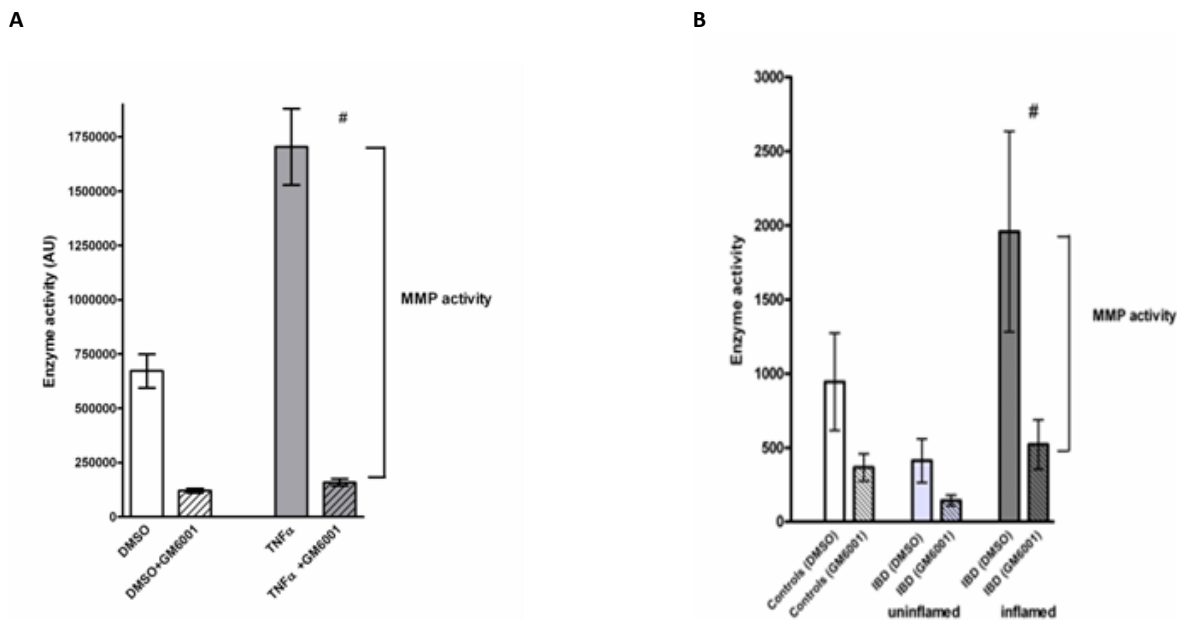 A
Enzyme activity (AU)
1750000
1500000
1250000
1000000
750000
500000
250000
0
#
MMP activity
DMSO
DMSO+GM6001
TNFα
TNFα +GM6001
B
Enzyme activity
3000
2500
2000
1500
1000
500
0
#
MMP activity
Controls (DMSO)
Controls (GM6001)
IBD (DMSO)
IBD (GM6001)
IBD (DMSO)
IBD (GM6001)
uninflamed
inflamed